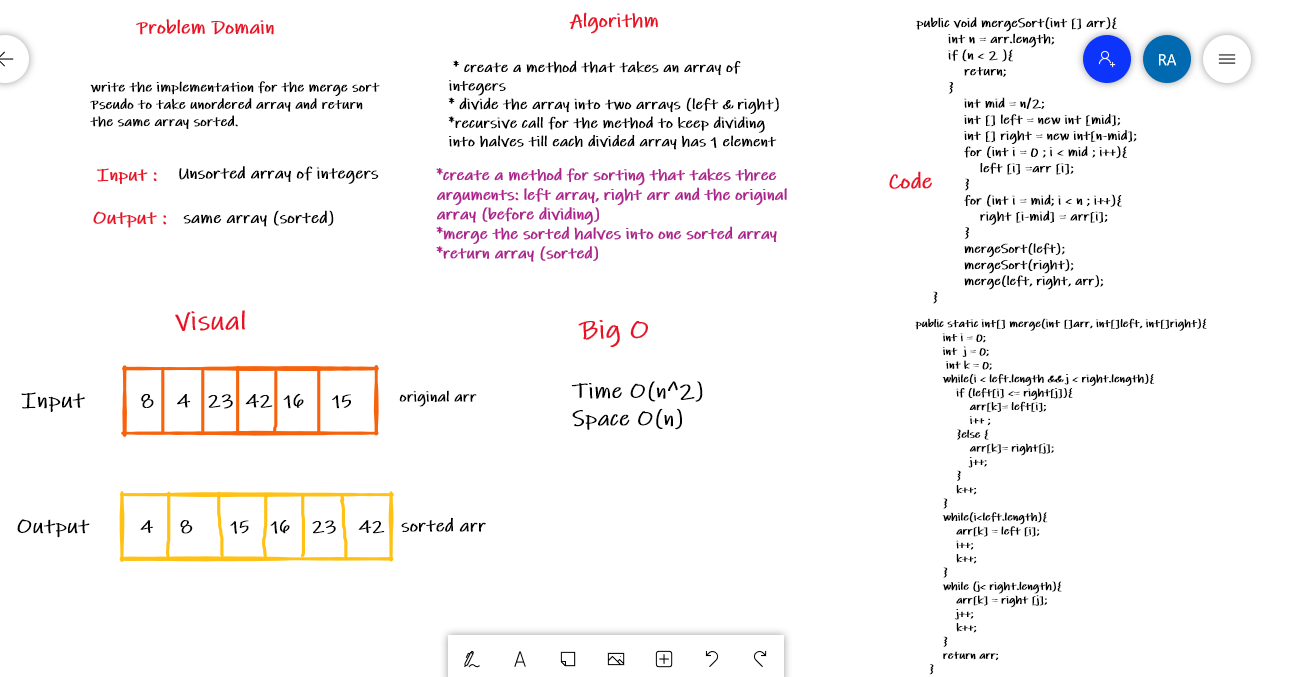 Problem Domain
write the implementation for the merge sort
Pseudo to take unordered array and return
the same array sorted.
Input :   Unsorted array of integers
Output :   same array (sorted)
Algorithm
* create a method that takes an array of
integers
* divide the array into two arrays (left & right)
*recursive call for the method to keep dividing
into halves till each divided array has 1 element
*create a method for sorting that takes three
arguments: left array, right arr and the original
array (before dividing)
*merge the sorted halves into one sorted array
*return array (sorted)
Visual
Input 8 4 23 42 16 15 original arr
Output 4 8 15 16 23 42 sorted arr
Big O
Time O(n^2)
Space O(n)
Code
public void mergeSort(int [] arr){
int n = arr.length;
if (n < 2 ){
return;
}
int mid = n/2;
int [] left = new int [mid];
int [] right = new int[n-mid];
for (int i = 0 ; i < mid ; i++){
left [i] =arr [i];
}
for (int i = mid; i < n ; i++){
right [i-mid] = arr[i];
}
mergeSort(left);
mergeSort(right);
merge(left, right, arr);
}
public static int[] merge(int []arr, int[]left, int[]right){
int i = 0;
int j = 0;
int k = 0;
while(i < left.length && j < right.length){
if (left[i] <= right[j]){
arr[k]= left[i];
i++ ;
}else {
arr[k]= right[j];
j++;
}
k++;
}
while(i<left.length){
arr[k] = left [i];
i++;
k++;
}
while (j< right.length){
arr[k] = right [j];
j++;
k++;
}
return arr;
}
RA
A